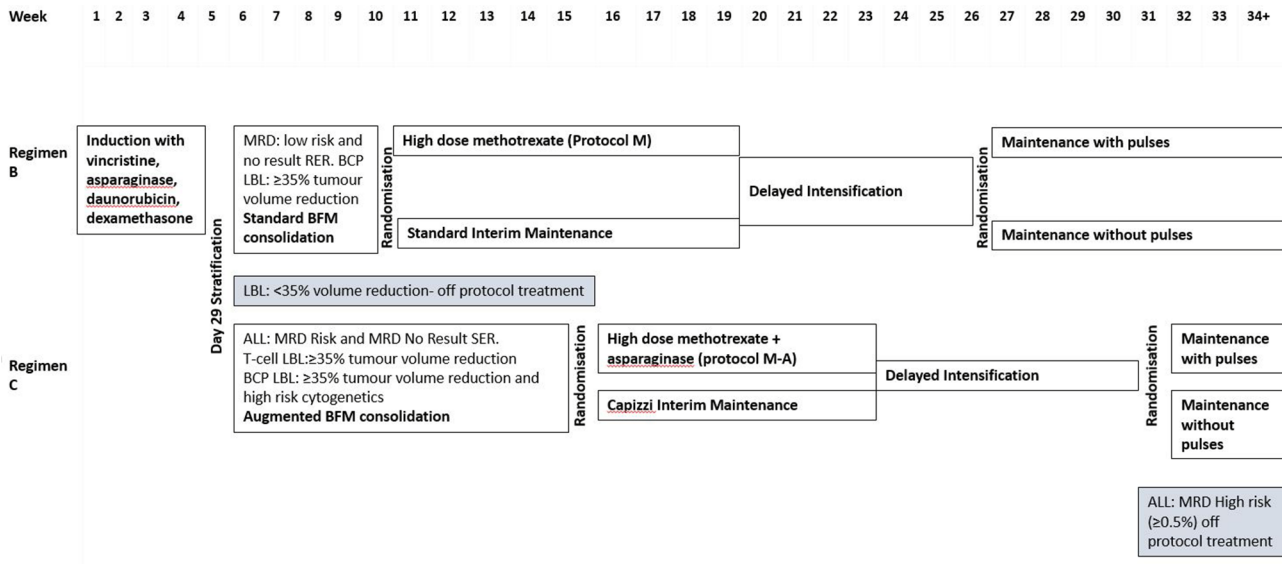 Week 1 2 3 4 5 6 7 8 9 10 11 12 13 14 15 16 17 18 19 20 21 22 23 24 25 26 27 28 29 30 31 32 33 34+
Regimen
B
Induction with
vincristine,
asparaginase,
daunorubicin,
dexamethasone
Day 29 Stratification
MRD: low risk and
no result RER. BCP
LBL: ≥35% tumour
volume reduction
Standard BFM
consolidation
Randomisation
High dose methotrexate (Protocol M)
Standard Interim Maintenance
Delayed Intensification
Randomisation
Maintenance with pulses
Maintenance without pulses
LBL: <35% volume reduction- off protocol treatment
Regimen
C
ALL: MRD Risk and MRD No Result SER.
T-cell LBL:≥35% tumour volume reduction
BCP LBL: ≥35% tumour volume reduction and
high risk cytogenetics
Augmented BFM consolidation
Randomisation
High dose methotrexate +
asparaginase (protocol M-A)
Capizzi Interim Maintenance
Delayed Intensification
Randomisation
Maintenance
with pulses
Maintenance
without
pulses
ALL: MRD High risk
(≥0.5%) off
protocol treatment